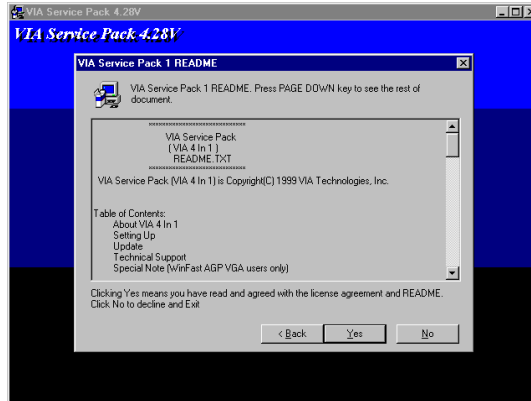 VIA Service Pack 4.28V
VIA Service Pack 4.28V
VIA Service Pack 1 README
VIA Service Pack 1 README. Press PAGE DOWN key to see the rest of
document.
VIA Service Pack
( VIA 4 In 1 )
README.TXT
VIA Service Pack (VIA 4 In 1) is Copyright(C) 1999 VIA Technologies, Inc.
Table of Contents:
About VIA 4 In 1
Setting Up
Update
Technical Support
Special Note (WinFast AGP VGA users only)
Clicking Yes means you have read and agreed with the license agreement and README.
Click No to decline and Exit
< Back
Yes
No